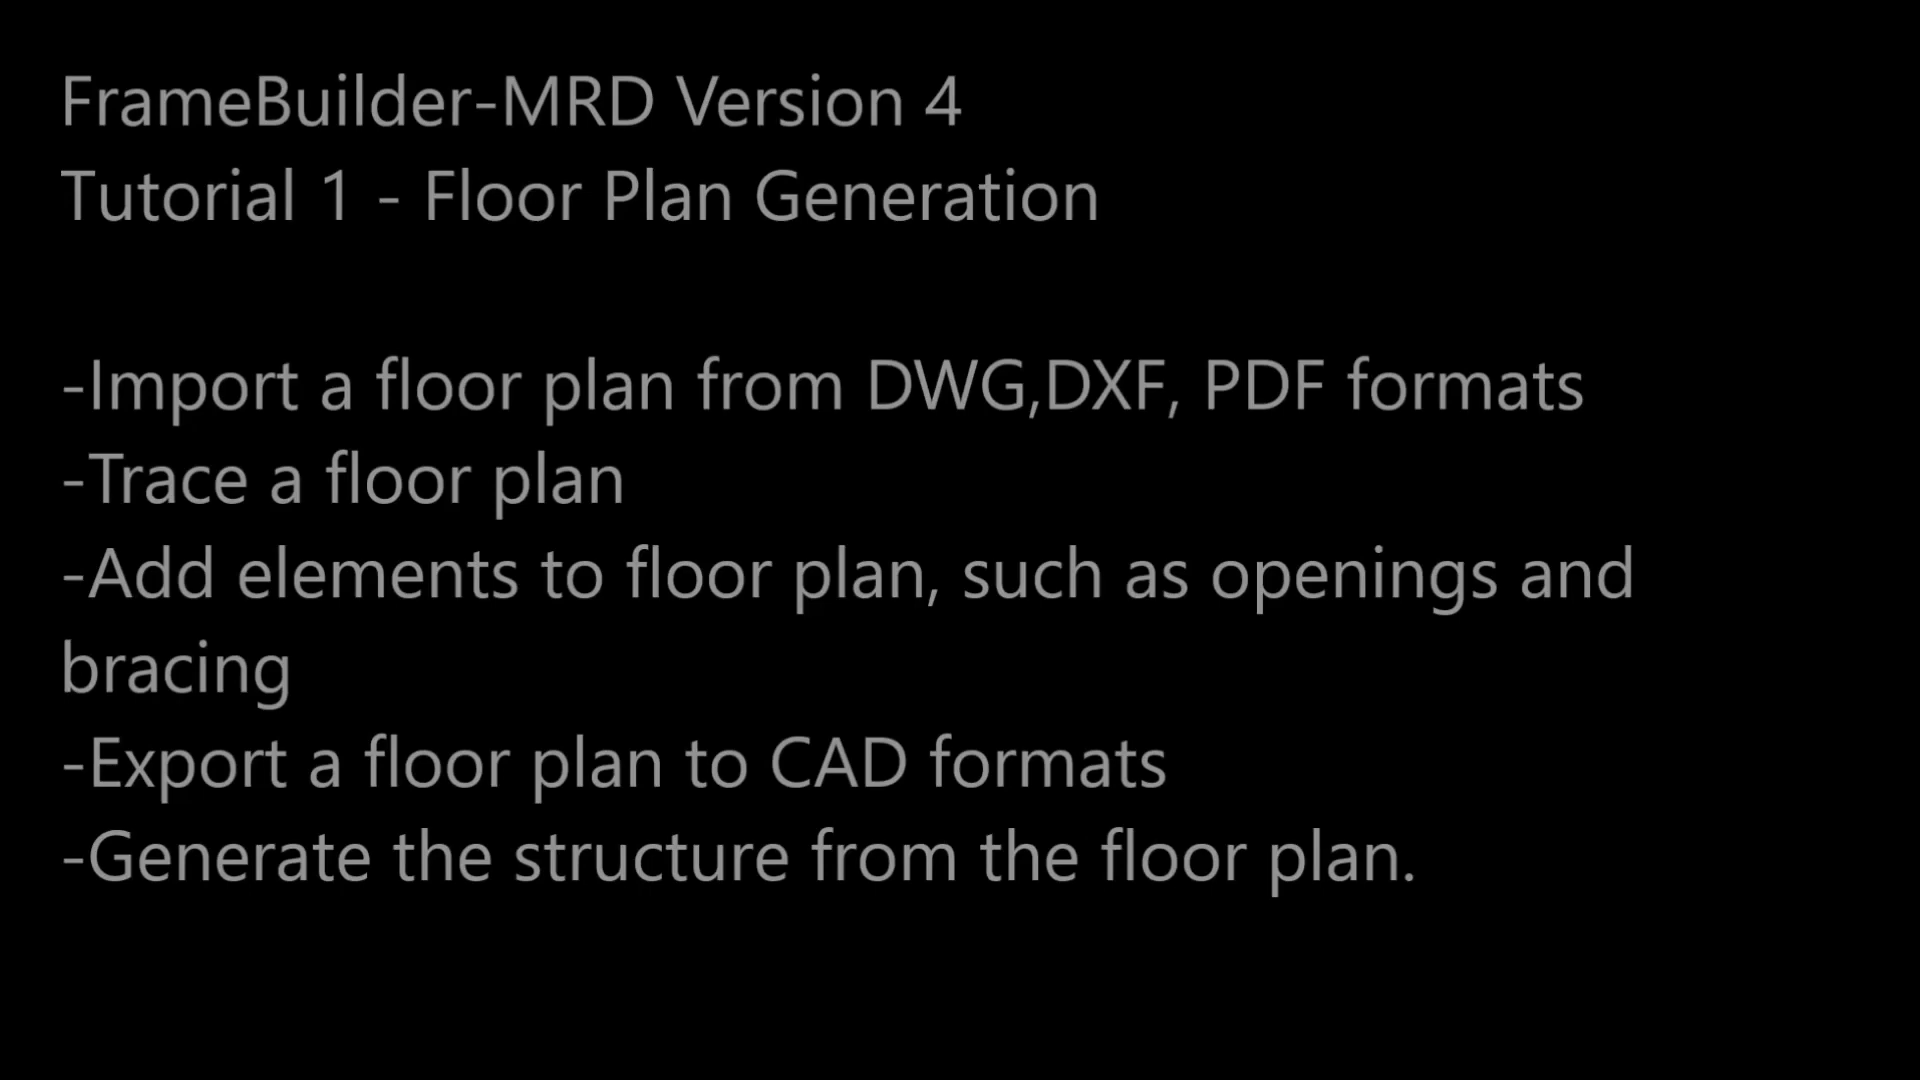 FrameBuilder-MRD Version 4
Tutorial 1 - Floor Plan Generation
-Import a floor plan from DWG,DXF, PDF formats
-Trace a floor plan
-Add elements to floor plan, such as openings and
bracing
-Export a floor plan to CAD formats
-Generate the structure from the floor plan.